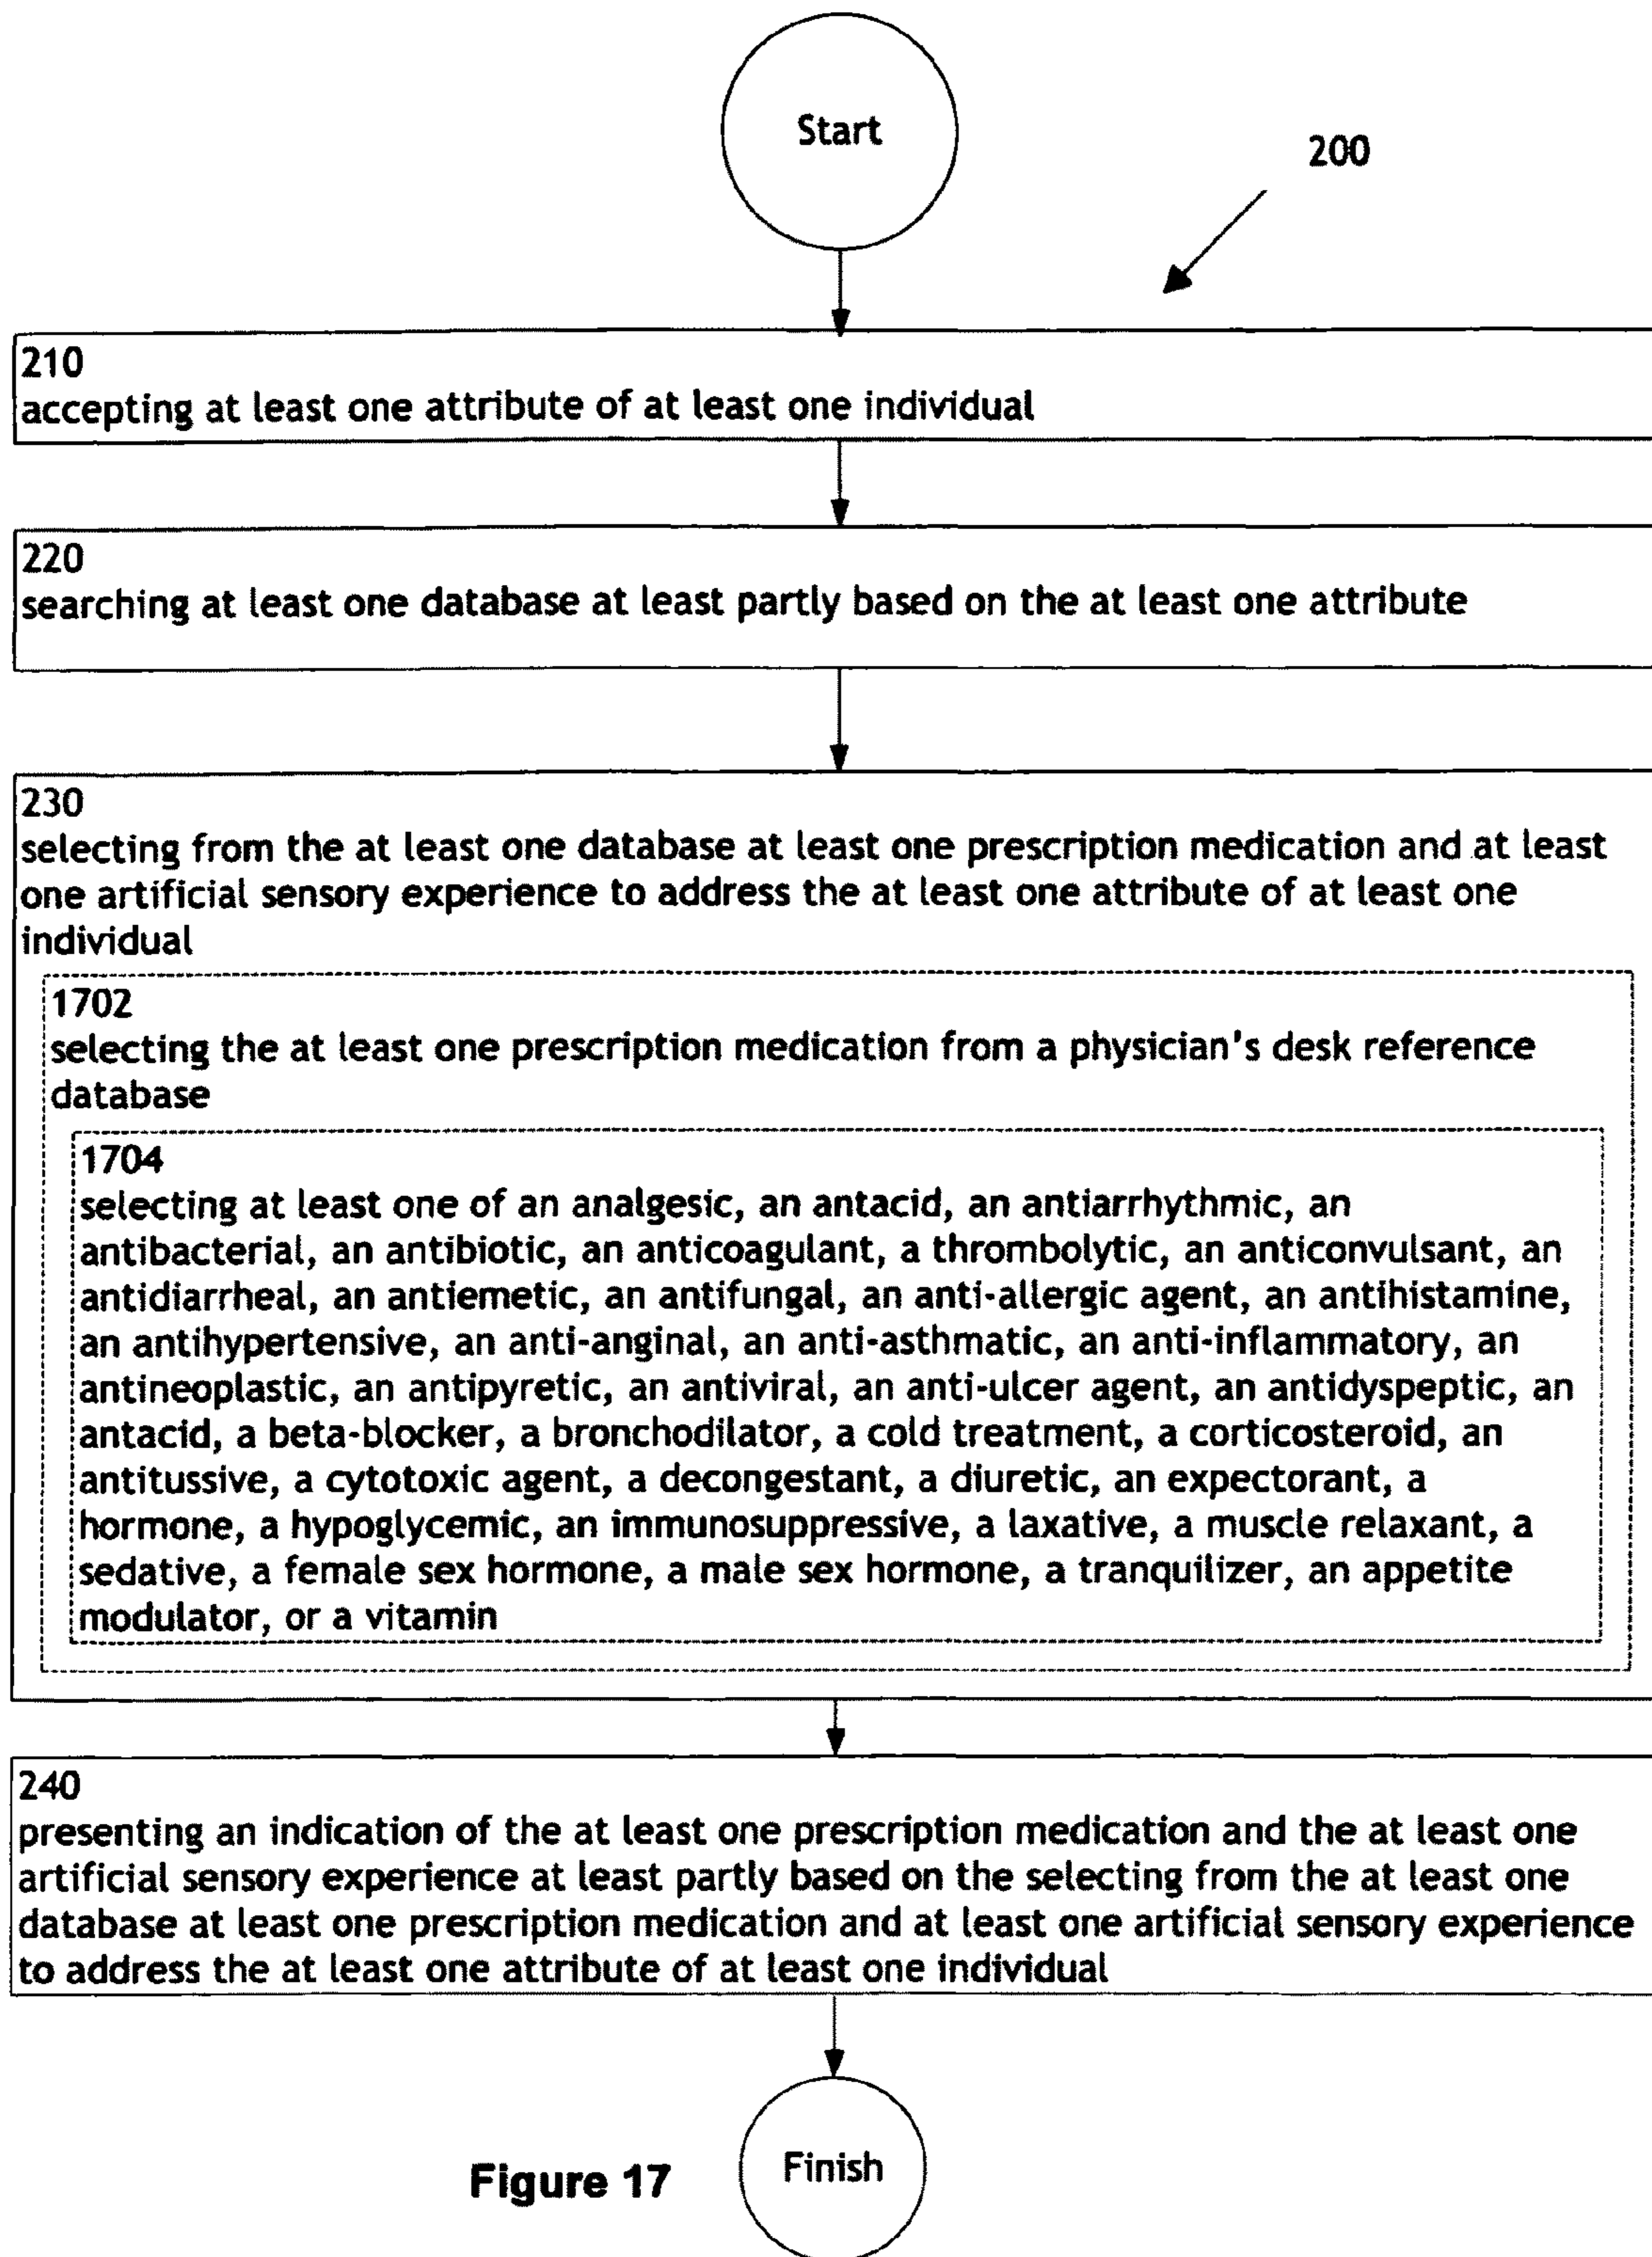 Start
200
210
accepting at least one attribute of at least one individual
220
searching at least one database at least partly based on the at least one attribute
230
selecting from the at least one database at least one prescription medication and at least
one artificial sensory experience to address the at least one attribute of at least one
individual
1702
selecting the at least one prescription medication from a physician's desk reference
database
1704
selecting at least one of an analgesic, an antacid, an antiarrhythmic, an
antibacterial, an antibiotic, an anticoagulant, a thrombolytic, an anticonvulsant, an
antidiarrheal, an antiemetic, an antifungal, an anti-allergic agent, an antihistamine,
an antihypertensive, an anti-anginal, an anti-asthmatic, an anti-inflammatory, an
antineoplastic, an antipyretic, an antiviral, an anti-ulcer agent, an antidyspeptic, an
antacid, a beta-blocker, a bronchodilator, a cold treatment, a corticosteroid, an
antitussive, a cytotoxic agent, a decongestant, a diuretic, an expectorant, a
hormone, a hypoglycemic, an immunosuppressive, a laxative, a muscle relaxant, a
sedative, a female sex hormone, a male sex hormone, a tranquilizer, an appetite
modulator, or a vitamin
240
presenting an indication of the at least one prescription medication and the at least one
artificial sensory experience at least partly based on the selecting from the at least one
database at least one prescription medication and at least one artificial sensory experience
to address the at least one attribute of at least one individual
Finish
Figure 17